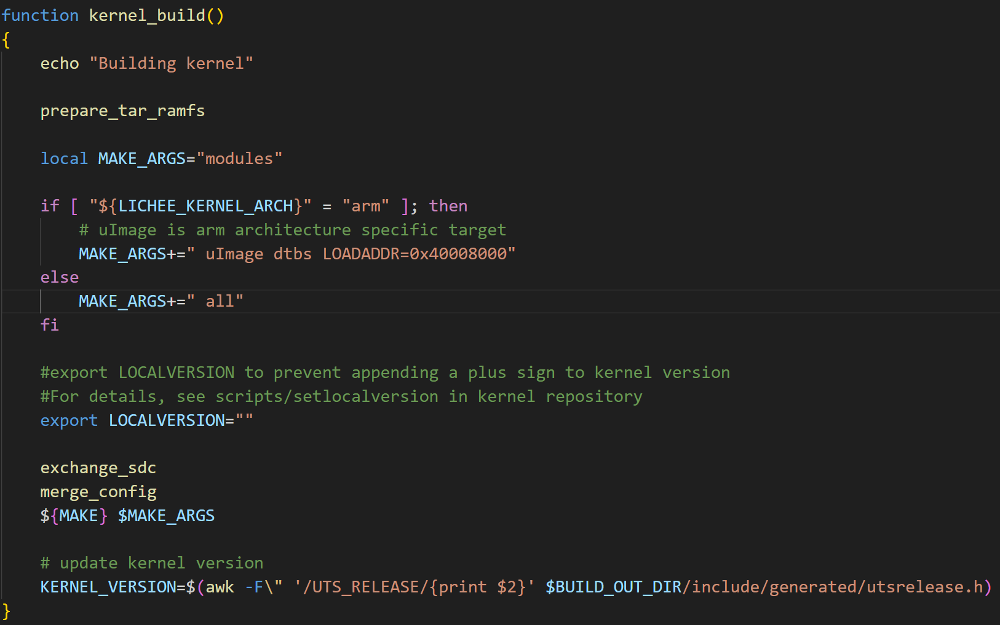 function kernel_build()
{
    echo "Building kernel"

    prepare_tar_ramfs

    local MAKE_ARGS="modules"

    if [ "${LICHEE_KERNEL_ARCH}" = "arm" ]; then
        # uImage is arm architecture specific target
        MAKE_ARGS+=" uImage dtbs LOADADDR=0x40008000"
    else
        MAKE_ARGS+=" all"
    fi

    #export LOCALVERSION to prevent appending a plus sign to kernel version
    #For details, see scripts/setlocalversion in kernel repository
    export LOCALVERSION=""

    exchange_sdc
    merge_config
    ${MAKE} $MAKE_ARGS

    # update kernel version
    KERNEL_VERSION=$(awk -F\" '/UTS_RELEASE/{print $2}' $BUILD_OUT_DIR/include/generated/utsrelease.h)
}